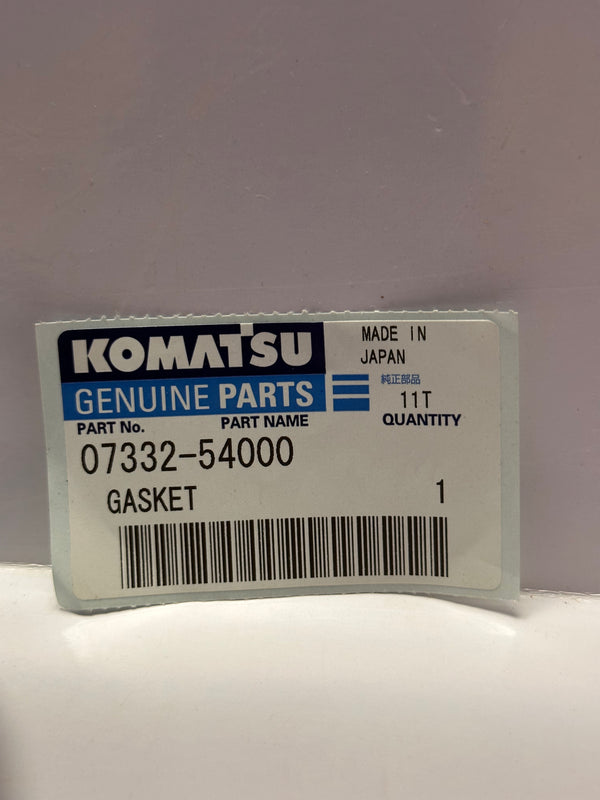 KOMATSU
MADE IN
JAPAN
GENUINE PARTS
純正部品
11T
PART No.
PART NAME
QUANTITY
07332-54000
GASKET
1